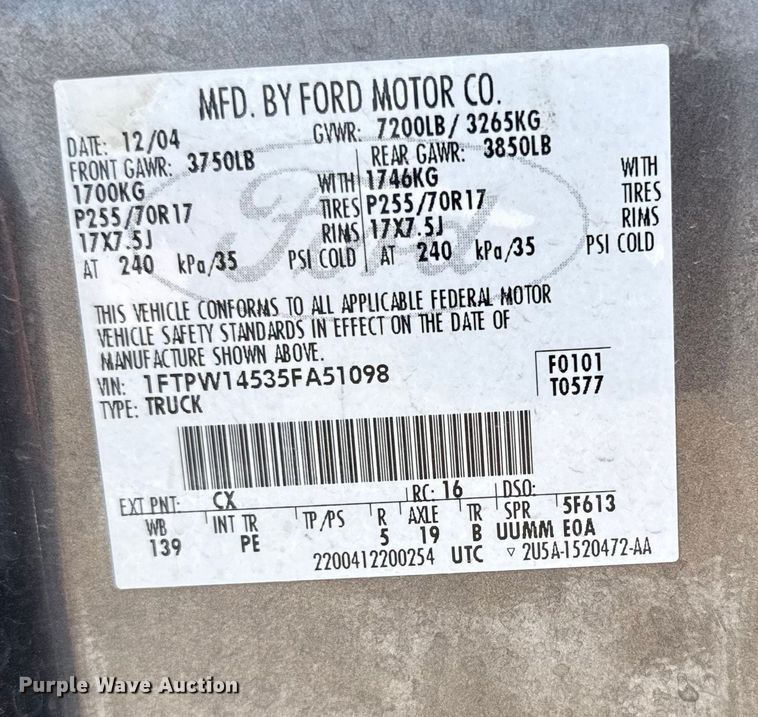 MFD. BY FORD MOTOR CO.
DATE: 12/04 GVWR: 7200LB/ 3265KG
FRONT GAWR: 3750LB REAR GAWR: 3850LB
1700KG WITH 1746KG WITH
P255/70R17 TIRES P255/70R17 TIRES
17X7.5J RIMS 17X7.5J RIMS
AT 240 kPa/35 PSI COLD AT 240 kPa/35 PSI COLD
Ford
THIS VEHICLE CONFORMS TO ALL APPLICABLE FEDERAL MOTOR
VEHICLE SAFETY STANDARDS IN EFFECT ON THE DATE OF
MANUFACTURE SHOWN ABOVE.
VIN: 1FTPW14535FA51098 F0101
TYPE: TRUCK T0577
EXT PNT: CX RC: 16 DSO:
WB INT TR TP/PS R AXLE TR SPR 5F613
139 PE 5 19 B UUMM EOA
2200412200254 UTC ▽ 2U5A-1520472-AA
Purple Wave Auction